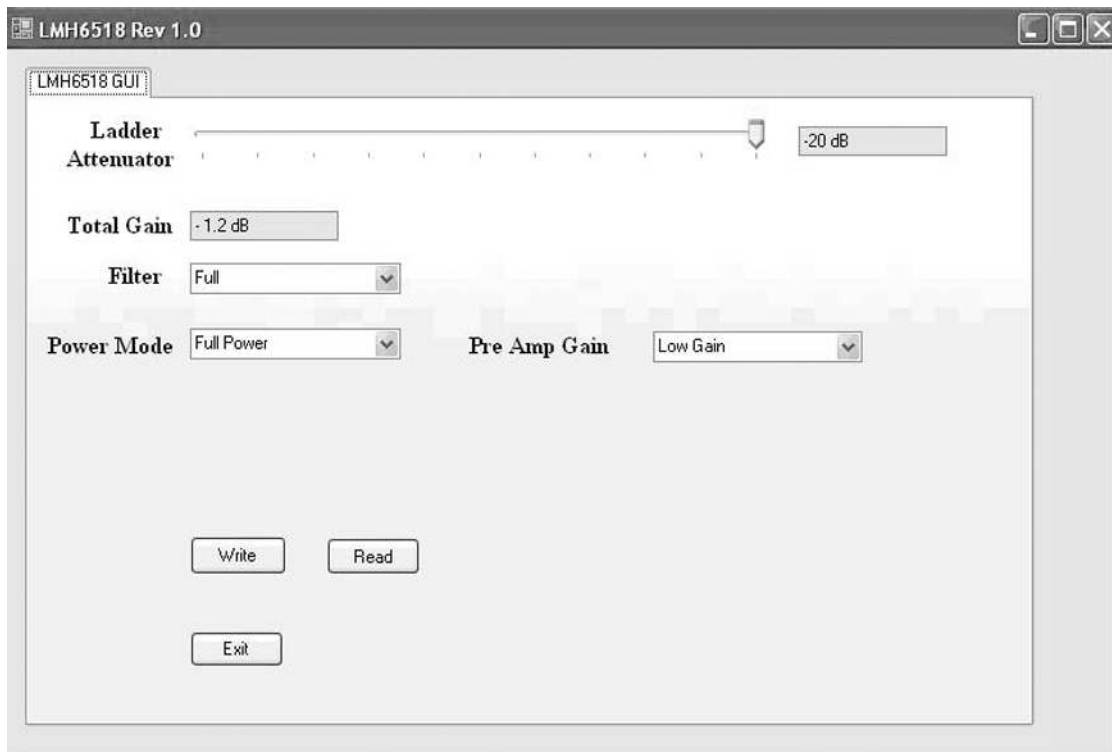 LMH6518 Rev 1.0
LMH6518 GUI
Ladder
Attenuator
-20 dB
Total Gain
- 1.2 dB
Filter
Full
Power Mode
Full Power
Pre Amp Gain
Low Gain
Write
Read
Exit